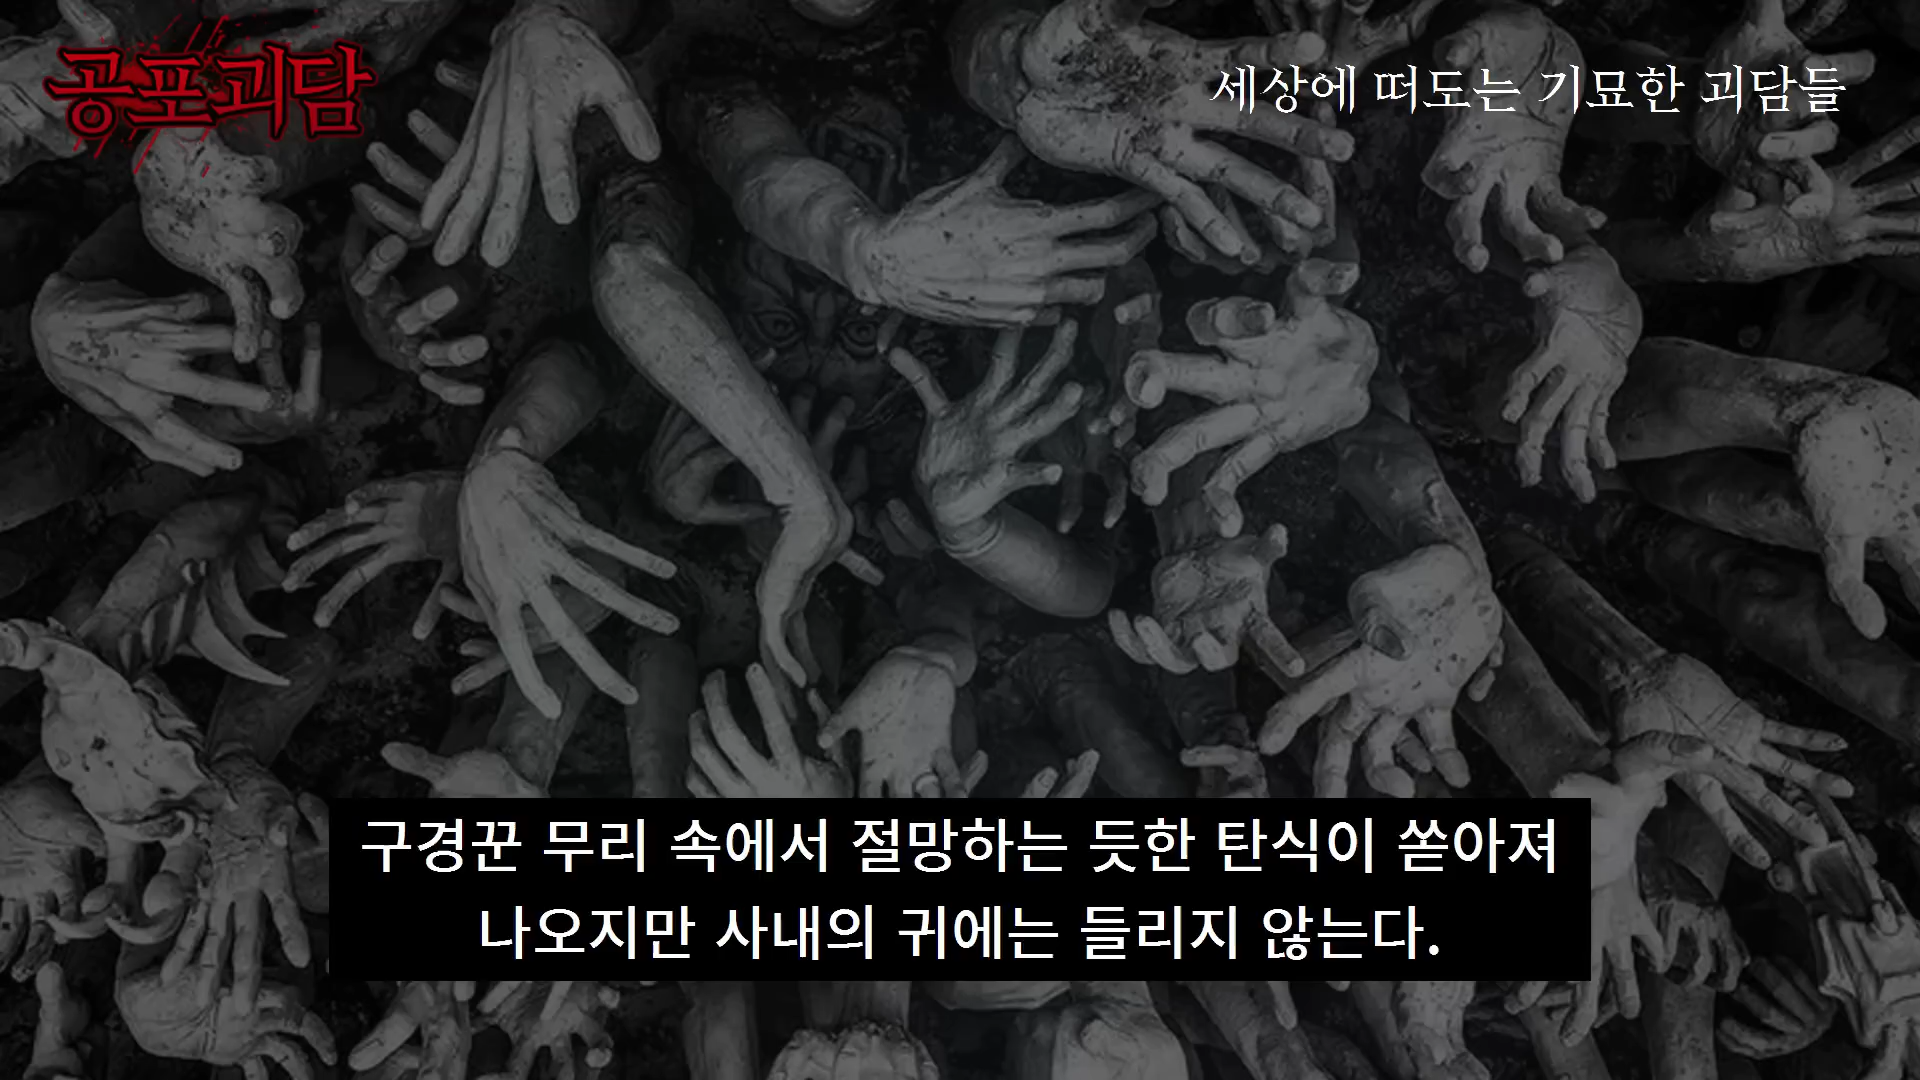 공포괴담
세상에 떠도는 기묘한 괴담들
구경꾼 무리 속에서 절망하는 듯한 탄식이 쏟아져
나오지만 사내의 귀에는 들리지 않는다.